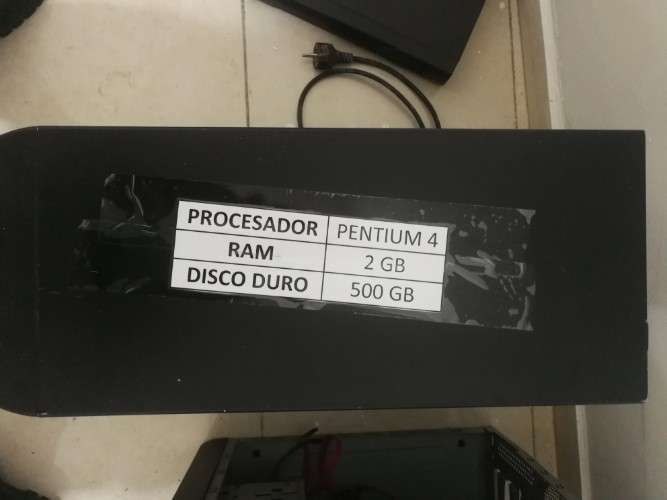 PROCESADOR PENTIUM 4
RAM 2 GB
DISCO DURO 500 GB